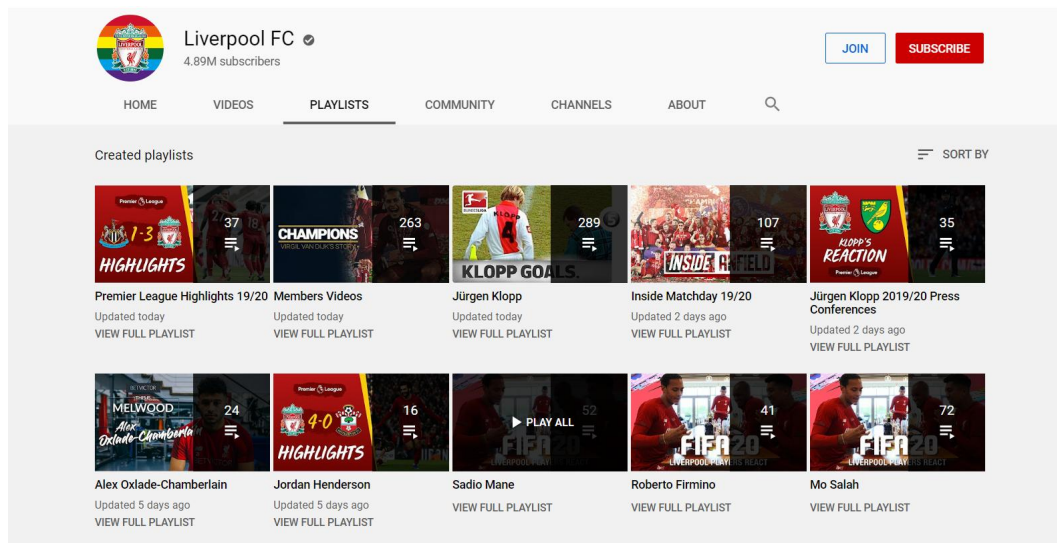 Liverpool FC
4.89M subscribers
JOIN
SUBSCRIBE
HOME VIDEOS PLAYLISTS COMMUNITY CHANNELS ABOUT
Created playlists
SORT BY
Premier League
1-3
HIGHLIGHTS
37
CHAMPIONS
VIRGIL VAN DIJK'S STORY
263
KLOPP
4
KLOPP GOALS.
289
INSIDE ANFIELD
107
KLOPP'S
REACTION
Premier League
35
Premier League Highlights 19/20
Updated today
VIEW FULL PLAYLIST
Members Videos
Updated today
VIEW FULL PLAYLIST
Jürgen Klopp
Updated today
VIEW FULL PLAYLIST
Inside Matchday 19/20
Updated 2 days ago
VIEW FULL PLAYLIST
Jürgen Klopp 2019/20 Press
Conferences
Updated 2 days ago
VIEW FULL PLAYLIST
BETVICTOR
MELWOOD
Alex
Oxlade-Chamberlain
24
Premier League
4-0
HIGHLIGHTS
16
PLAY ALL
52
FIFA
LIVERPOOL PLAYERS REACT
FIFA20
LIVERPOOL PLAYERS REACT
41
FIFA20
LIVERPOOL PLAYERS REACT
72
Alex Oxlade-Chamberlain
Updated 5 days ago
VIEW FULL PLAYLIST
Jordan Henderson
Updated 5 days ago
VIEW FULL PLAYLIST
Sadio Mane
VIEW FULL PLAYLIST
Roberto Firmino
VIEW FULL PLAYLIST
Mo Salah
VIEW FULL PLAYLIST